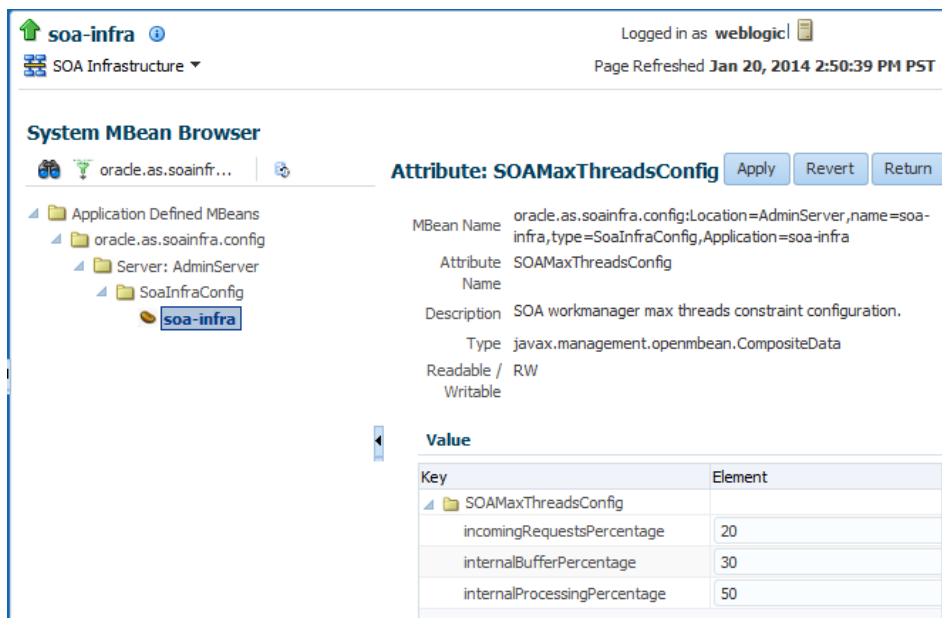 soa-infra
Logged in as weblogic
SOA Infrastructure
Page Refreshed Jan 20, 2014 2:50:39 PM PST
System MBean Browser
oracle.as.soainfr...
Application Defined MBeans
oracle.as.soainfra.config
Server: AdminServer
SoaInfraConfig
soa-infra
Attribute: SOAMaxThreadsConfig Apply Revert Return
MBean Name oracle.as.soainfra.config:Location=AdminServer,name=soa-
infra,type=SoaInfraConfig,Application=soa-infra
Attribute SOAMaxThreadsConfig
Name
Description SOA workmanager max threads constraint configuration.
Type javax.management.openmbean.CompositeData
Readable / RW
Writable
Value
Key Element
SOAMaxThreadsConfig
incomingRequestsPercentage 20
internalBufferPercentage 30
internalProcessingPercentage 50